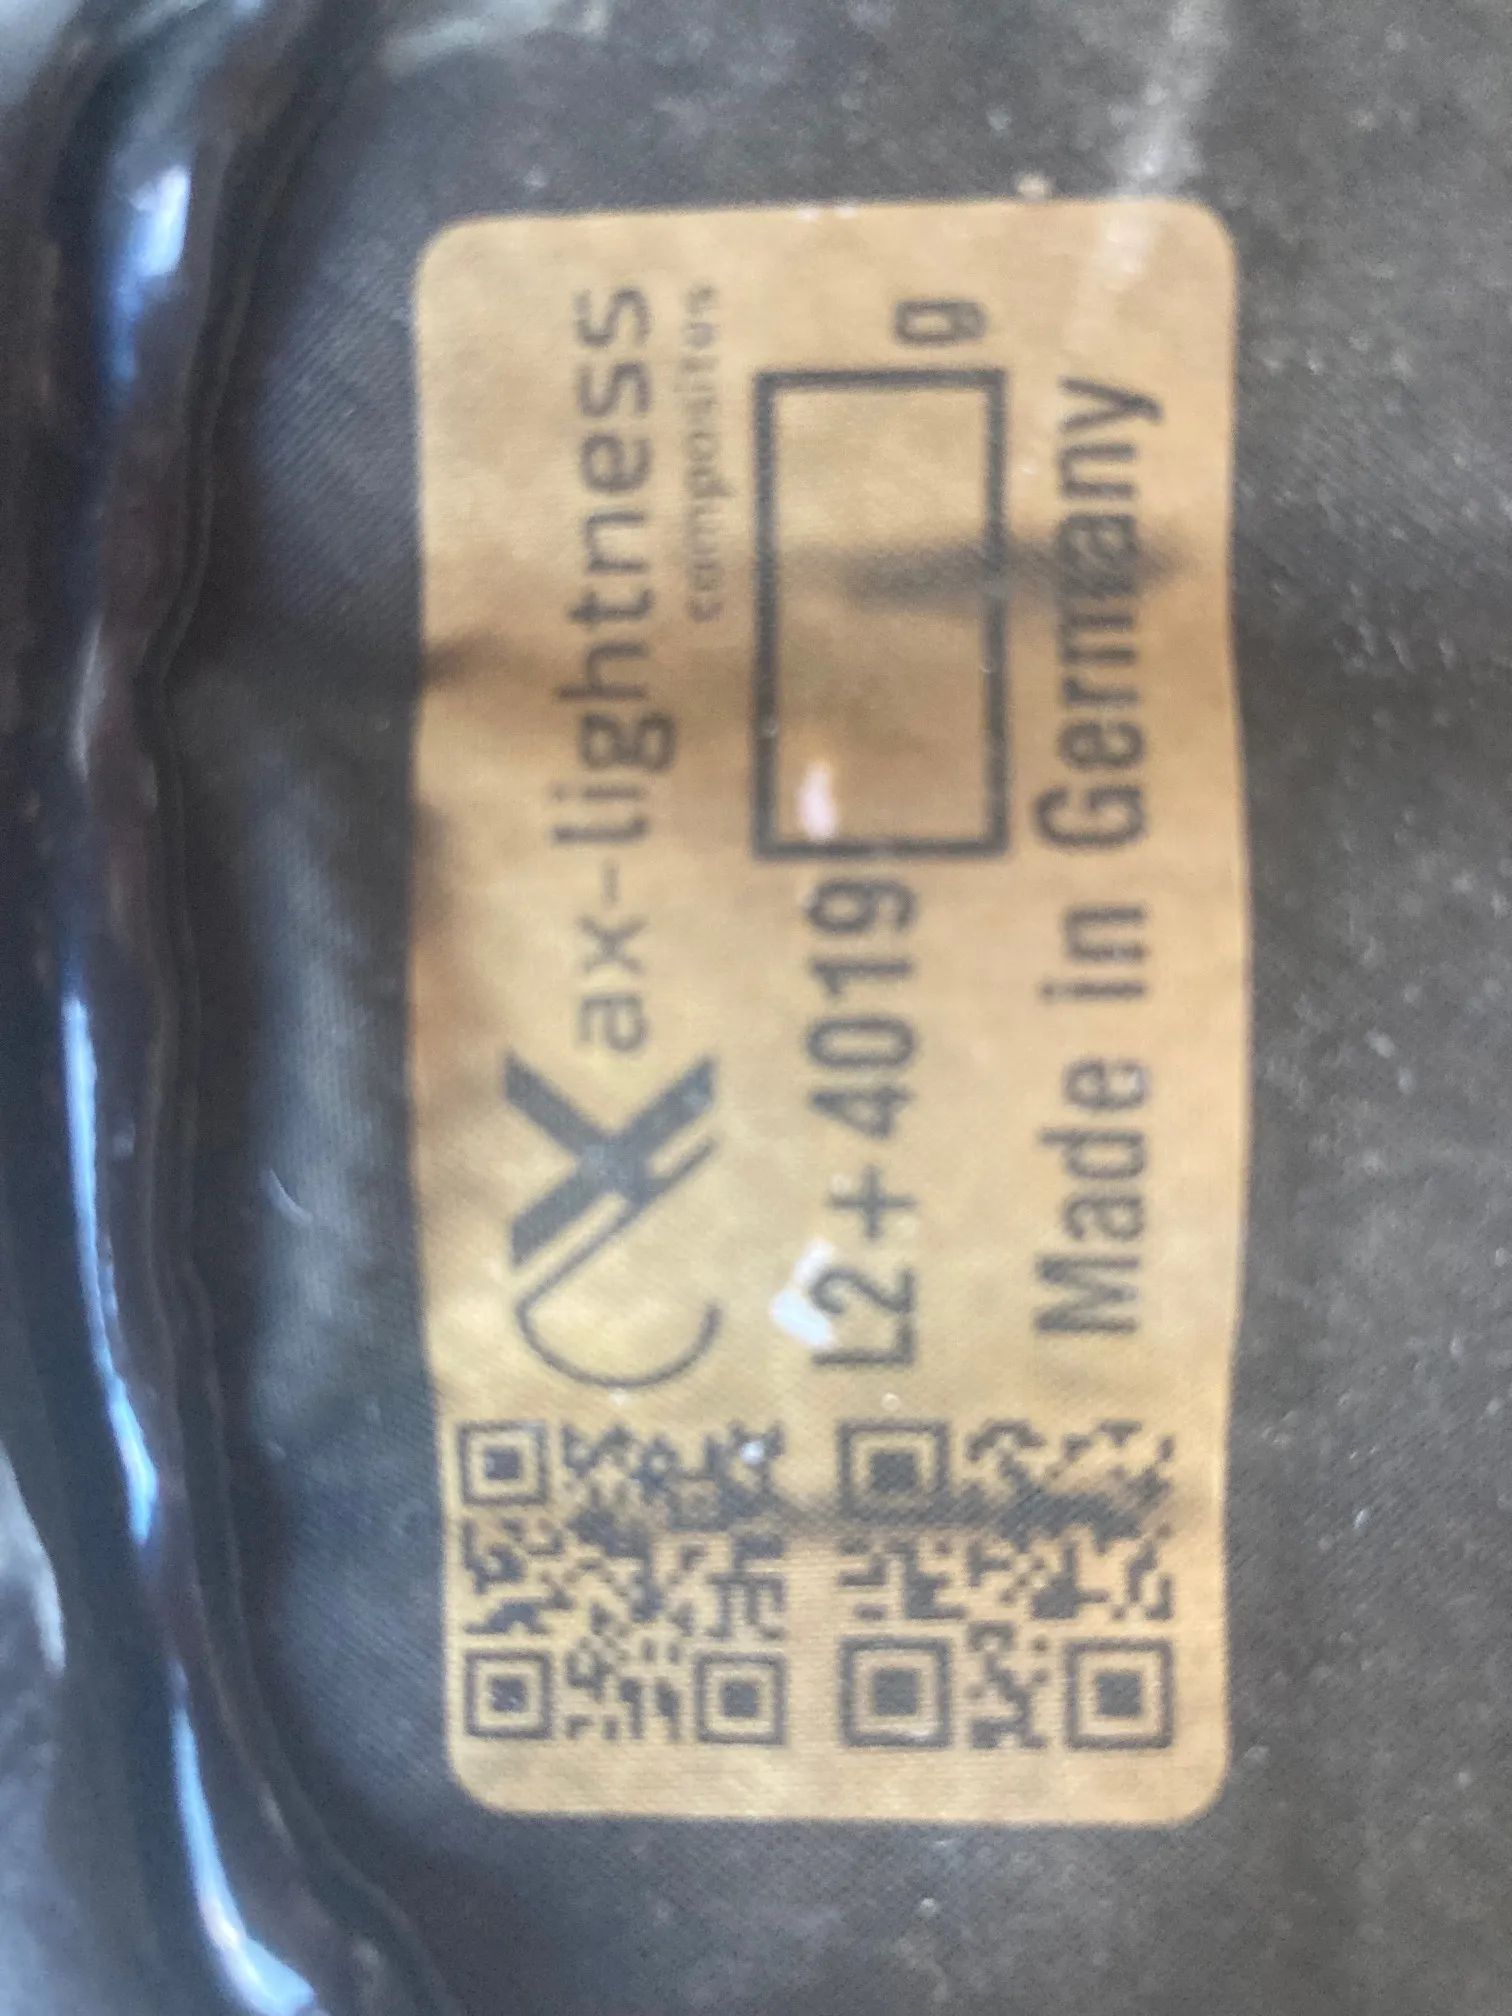 ax-lightness
composites
L2+4019 g
Made in Germany